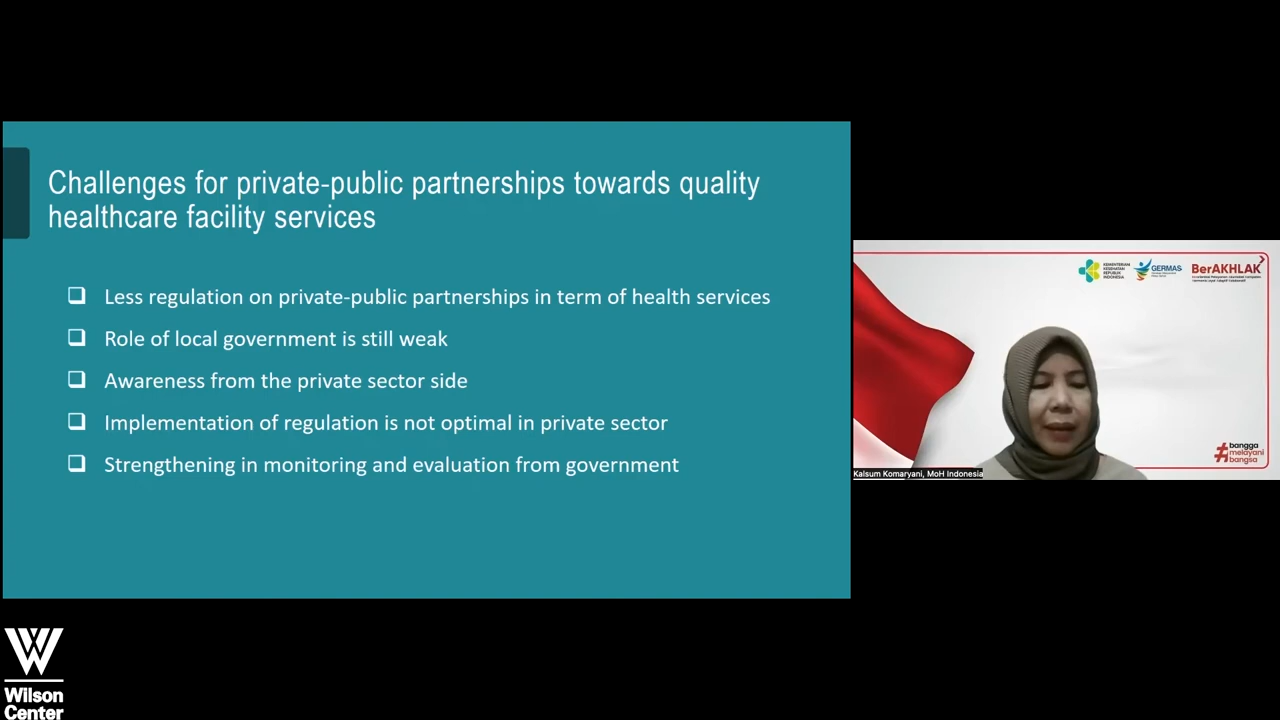 Challenges for private-public partnerships towards quality
healthcare facility services
❑ Less regulation on private-public partnerships in term of health services
❑ Role of local government is still weak
❑ Awareness from the private sector side
❑ Implementation of regulation is not optimal in private sector
❑ Strengthening in monitoring and evaluation from government
KEMENTERIAN
KESEHATAN
REPUBLIK
INDONESIA
GERMAS
BerAKHLAK
#bangga
melayani
bangsa
Kalsum Komaryani, MoH Indonesia
Wilson
Center